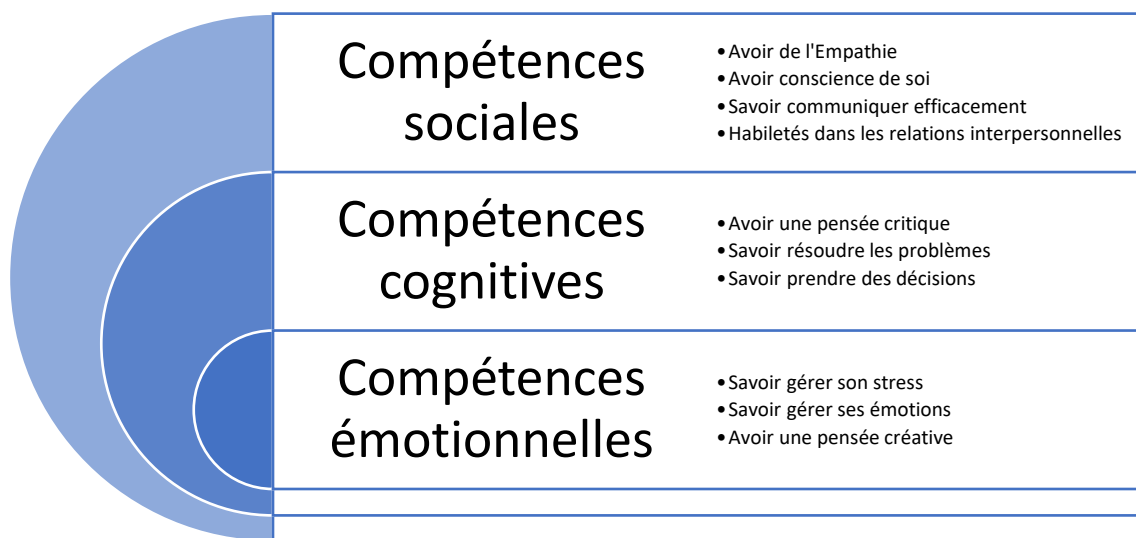 Compétences
sociales
•Avoir de l'Empathie
•Avoir conscience de soi
•Savoir communiquer efficacement
•Habiletés dans les relations interpersonnelles
Compétences
cognitives
•Avoir une pensée critique
•Savoir résoudre les problèmes
•Savoir prendre des décisions
Compétences
émotionnelles
•Savoir gérer son stress
•Savoir gérer ses émotions
•Avoir une pensée créative